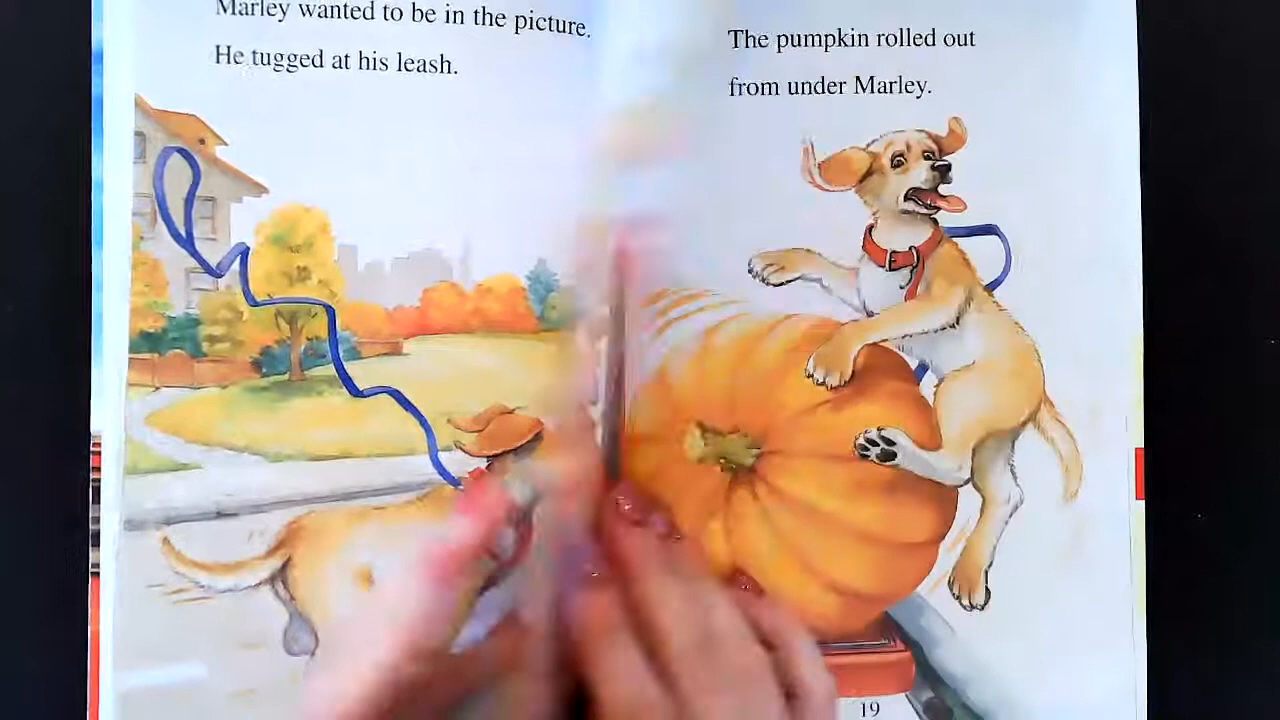 Marley wanted to be in the picture.
He tugged at his leash.
The pumpkin rolled out
from under Marley.
19